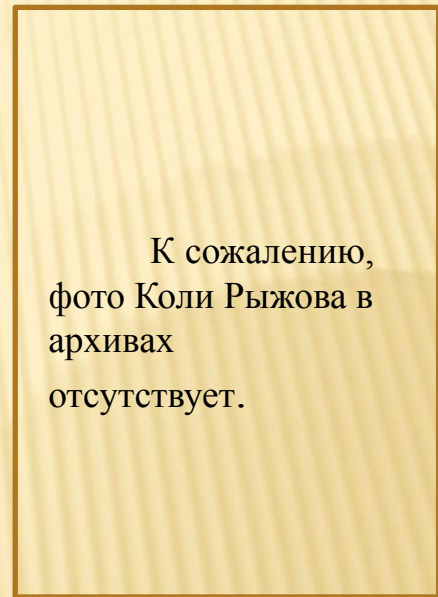 К сожалению,
фото Коли Рыжова в
архивах
отсутствует.